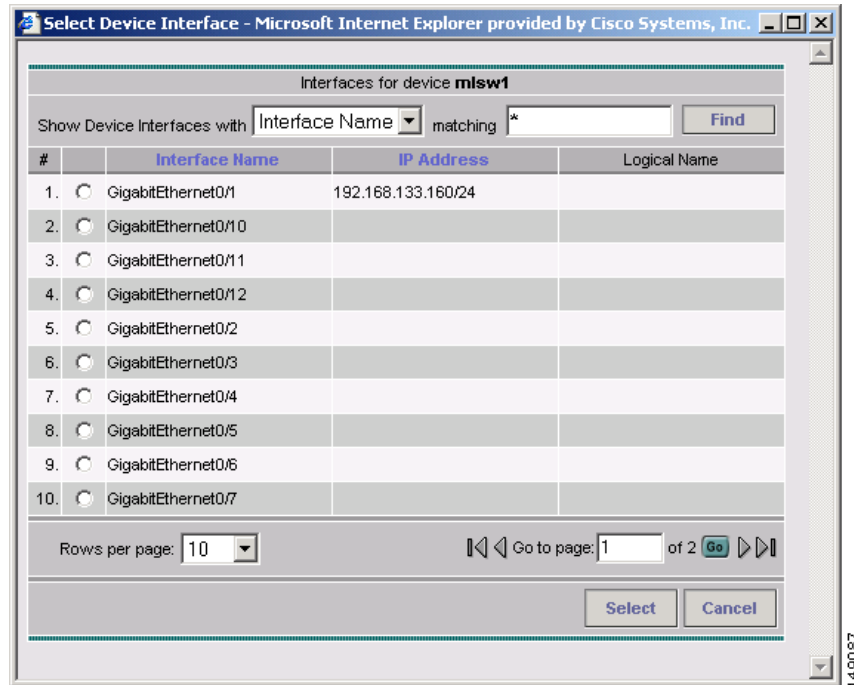 Select Device Interface - Microsoft Internet Explorer provided by Cisco Systems, Inc.
Interfaces for device mlsw1
Show Device Interfaces with Interface Name matching * Find
# Interface Name IP Address Logical Name
1. GigabitEthernet0/1 192.168.133.160/24
2. GigabitEthernet0/10
3. GigabitEthernet0/11
4. GigabitEthernet0/12
5. GigabitEthernet0/2
6. GigabitEthernet0/3
7. GigabitEthernet0/4
8. GigabitEthernet0/5
9. GigabitEthernet0/6
10. GigabitEthernet0/7
Rows per page: 10 Go to page: 1 of 2 Go
Select Cancel
149087